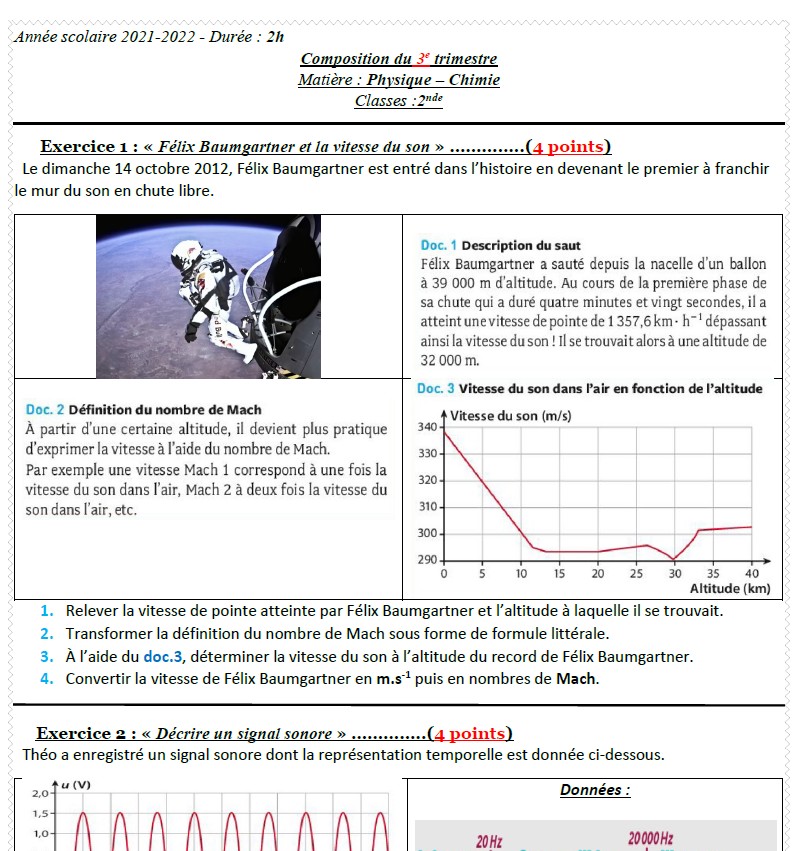 Année scolaire 2021-2022 - Durée : 2h
Composition du 3e trimestre
Matière : Physique – Chimie
Classes :2nde
Exercice 1 : « Félix Baumgartner et la vitesse du son » ..............(4 points)
Le dimanche 14 octobre 2012, Félix Baumgartner est entré dans l'histoire en devenant le premier à franchir
le mur du son en chute libre.
Doc. 1 Description du saut
Félix Baumgartner a sauté depuis la nacelle d'un ballon
à 39 000 m d'altitude. Au cours de la première phase de
sa chute qui a duré quatre minutes et vingt secondes, il a
atteint une vitesse de pointe de 1 357,6 km · h⁻¹ dépassant
ainsi la vitesse du son ! Il se trouvait alors à une altitude de
32 000 m.
Doc. 2 Définition du nombre de Mach
À partir d'une certaine altitude, il devient plus pratique
d'exprimer la vitesse à l'aide du nombre de Mach.
Par exemple une vitesse Mach 1 correspond à une fois la
vitesse du son dans l'air, Mach 2 à deux fois la vitesse du
son dans l'air, etc.
Doc. 3 Vitesse du son dans l'air en fonction de l'altitude
Vitesse du son (m/s)
340
330
320
310
300
290
0 5 10 15 20 25 30 35 40
Altitude (km)
1. Relever la vitesse de pointe atteinte par Félix Baumgartner et l'altitude à laquelle il se trouvait.
2. Transformer la définition du nombre de Mach sous forme de formule littérale.
3. À l'aide du doc.3, déterminer la vitesse du son à l'altitude du record de Félix Baumgartner.
4. Convertir la vitesse de Félix Baumgartner en m.s⁻¹ puis en nombres de Mach.
Exercice 2 : « Décrire un signal sonore » ..............(4 points)
Théo a enregistré un signal sonore dont la représentation temporelle est donnée ci-dessous.
u (V)
2,0
1,5
1,0
Données :
20 Hz 20 000 Hz